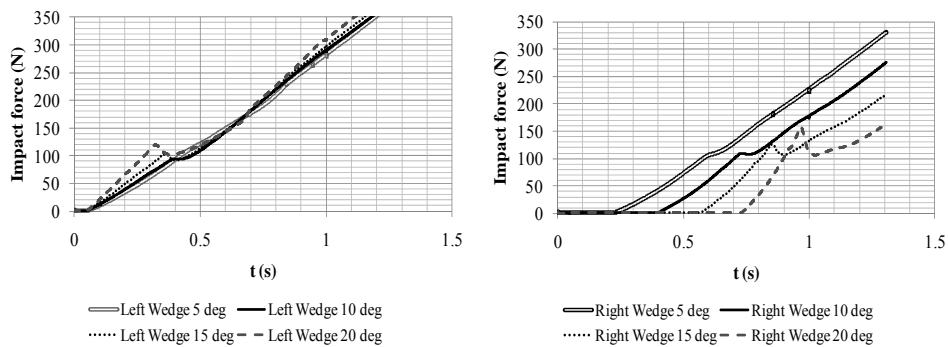 350
300
250
200
150
100
50
0
Impact force (N)
0
0.5
1
1.5
t (s)
Left Wedge 5 deg
Left Wedge 10 deg
Left Wedge 15 deg
Left Wedge 20 deg
350
300
250
200
150
100
50
0
Impact force (N)
0
0.5
1
1.5
t (s)
Right Wedge 5 deg
Right Wedge 10 deg
Right Wedge 15 deg
Right Wedge 20 deg